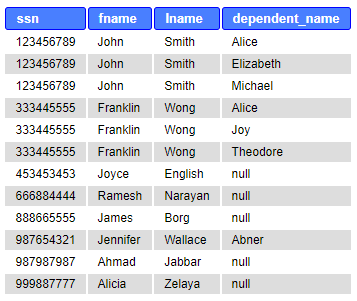 ssn fname lname dependent_name
123456789 John Smith Alice
123456789 John Smith Elizabeth
123456789 John Smith Michael
333445555 Franklin Wong Alice
333445555 Franklin Wong Joy
333445555 Franklin Wong Theodore
453453453 Joyce English null
666884444 Ramesh Narayan null
888665555 James Borg null
987654321 Jennifer Wallace Abner
987987987 Ahmad Jabbar null
999887777 Alicia Zelaya null